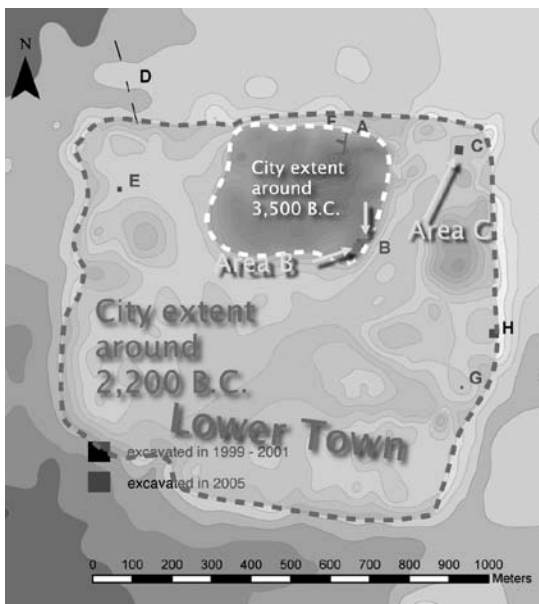 N
D
F
A
City extent
around
3,500 B.C.
C
E
B
Area C
Area B
City extent
around
2,200 B.C.
H
G
Lower Town
excavated in 1999 - 2001
excavated in 2005
0 100 200 300 400 500 600 700 800 900 1000
Meters